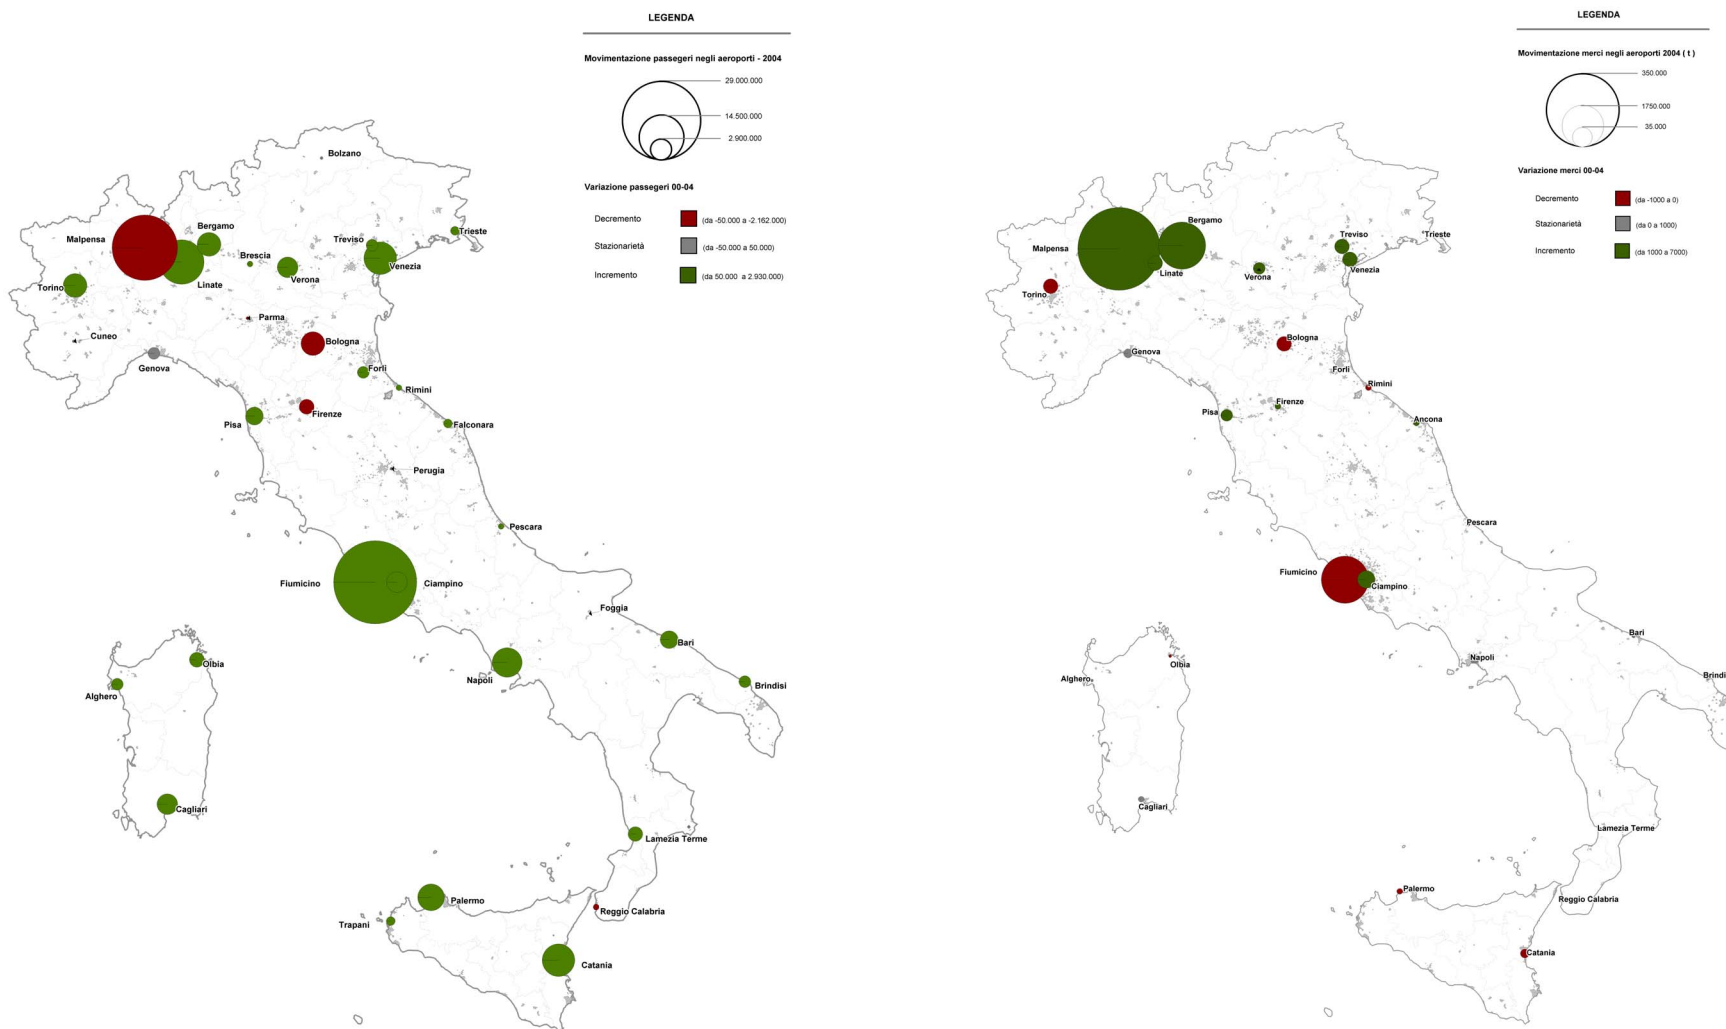 LEGENDA
Movimentazione passegeri negli aeroporti - 2004
29.000.000
14.500.000
2.900.000
Variazione passegeri 00-04
Decremento
(da -50.000 a -2.162.000)
Stazionarietà
(da -50.000 a 50.000)
Incremento
(da 50.000 a 2.930.000)
Bolzano
Bergamo
Malpensa
Treviso
Trieste
Brescia
Venezia
Verona
Linate
Torino
Parma
Cuneo
Bologna
Genova
Forlì
Rimini
Firenze
Pisa
Falconara
Perugia
Pescara
Fiumicino
Ciampino
Foggia
Bari
Olbia
Napoli
Brindisi
Alghero
Cagliari
Lamezia Terme
Palermo
Reggio Calabria
Trapani
Catania
LEGENDA
Movimentazione merci negli aeroporti 2004 ( t )
350.000
1750.000
35.000
Variazione merci 00-04
Decremento
(da -1000 a 0)
Stazionarietà
(da 0 a 1000)
Incremento
(da 1000 a 7000)
Bergamo
Treviso
Trieste
Malpensa
Venezia
Linate
Verona
Torino
Bologna
Genova
Forlì
Rimini
Firenze
Pisa
Ancona
Pescara
Fiumicino
Ciampino
Bari
Napoli
Olbia
Alghero
Brindi
Cagliari
Lamezia Terme
Palermo
Reggio Calabria
Catania